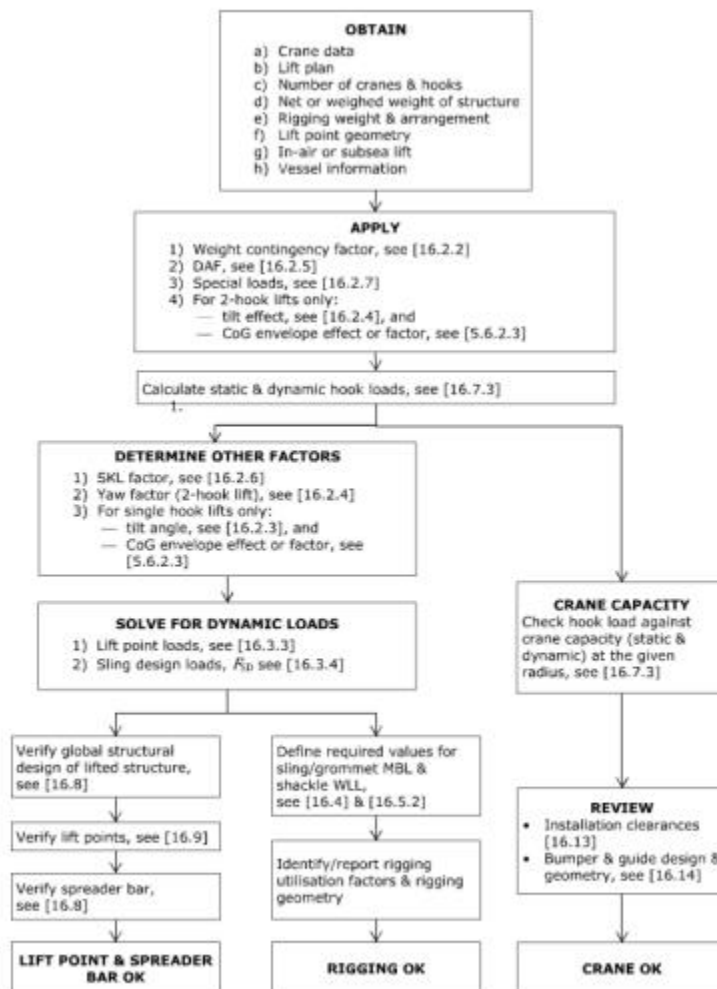 OBTAIN
a) Crane data
b) Lift plan
c) Number of cranes & hooks
d) Net or weighed weight of structure
e) Rigging weight & arrangement
f) Lift point geometry
g) In-air or subsea lift
h) Vessel information
APPLY
1) Weight contingency factor, see [16.2.2]
2) DAF, see [16.2.5]
3) Special loads, see [16.2.7]
4) For 2-hook lifts only:
— tilt effect, see [16.2.4], and
— CoG envelope effect or factor, see [5.6.2.3]
Calculate static & dynamic hook loads, see [16.7.3]
1.
DETERMINE OTHER FACTORS
1) SKL factor, see [16.2.6]
2) Yaw factor (2-hook lift), see [16.2.4]
3) For single hook lifts only:
— tilt angle, see [16.2.3], and
— CoG envelope effect or factor, see
[5.6.2.3]
SOLVE FOR DYNAMIC LOADS
1) Lift point loads, see [16.3.3]
2) Sling design loads, FSD see [16.3.4]
Verify global structural
design of lifted structure,
see [16.8]
Verify lift points, see [16.9]
Verify spreader bar,
see [16.8]
LIFT POINT & SPREADER
BAR OK
Define required values for
sling/grommet MBL &
shackle WLL,
see [16.4] & [16.5.2]
Identify/report rigging
utilisation factors & rigging
geometry
RIGGING OK
CRANE CAPACITY
Check hook load against
crane capacity (static &
dynamic) at the given
radius, see [16.7.3]
REVIEW
• Installation clearances
[16.13]
• Bumper & guide design &
geometry, see [16.14]
CRANE OK